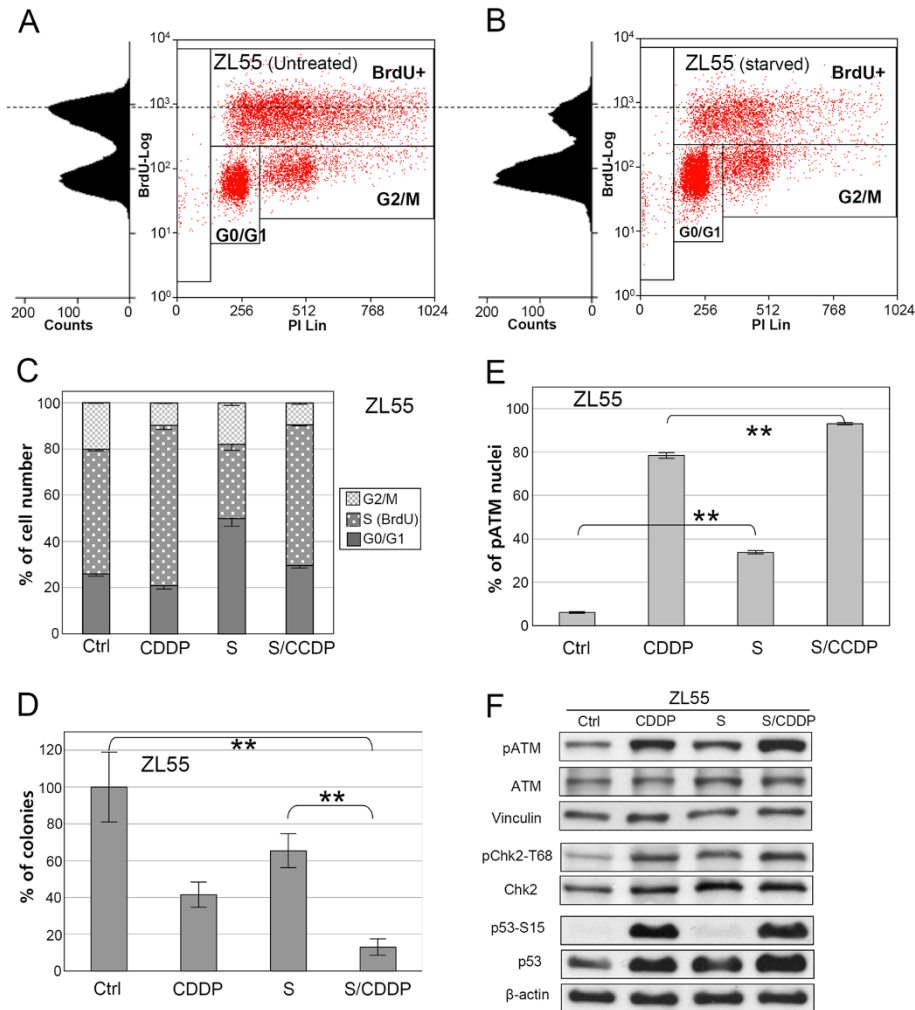 A
ZL55 (Untreated)
BrdU+
G2/M
G0/G1
BrdU-Log
10⁴
10³
10²
10¹
10⁰
200 100 0
Counts
0 256 512 768 1024
PI Lin
B
ZL55 (starved)
BrdU+
G2/M
G0/G1
BrdU-Log
10⁴
10³
10²
10¹
10⁰
200 100 0
Counts
0 256 512 768 1024
PI Lin
C
ZL55
% of cell number
100
80
60
40
20
0
G2/M
S (BrdU)
G0/G1
Ctrl CDDP S S/CCDP
D
ZL55
% of colonies
120
100
80
60
40
20
0
**
**
Ctrl CDDP S S/CDDP
E
ZL55
% of pATM nuclei
100
80
60
40
20
0
**
**
Ctrl CDDP S S/CCDP
F
ZL55
Ctrl CDDP S S/CDDP
pATM
ATM
Vinculin
pChk2-T68
Chk2
p53-S15
p53
β-actin